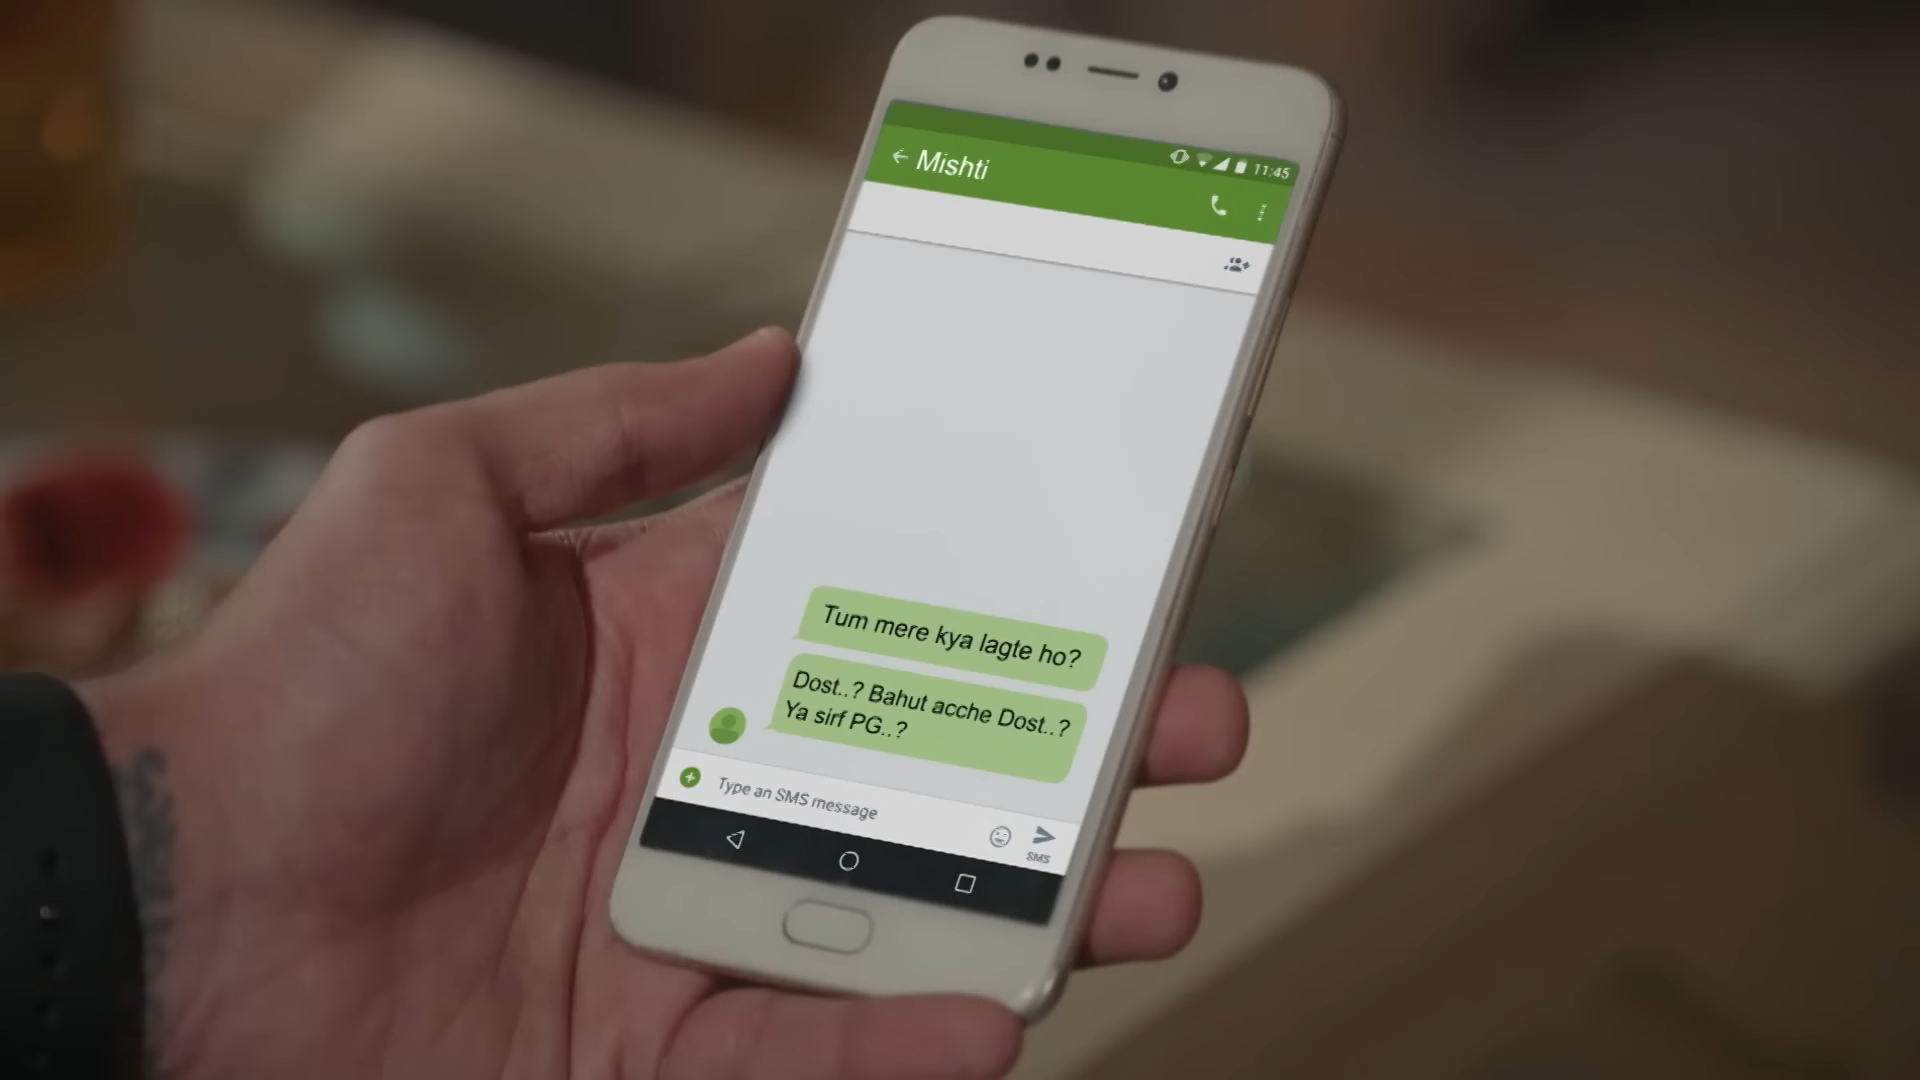 11:45
Mishti
Tum mere kya lagte ho?
Dost..? Bahut acche Dost..?
Ya sirf PG..?
Type an SMS message
SMS